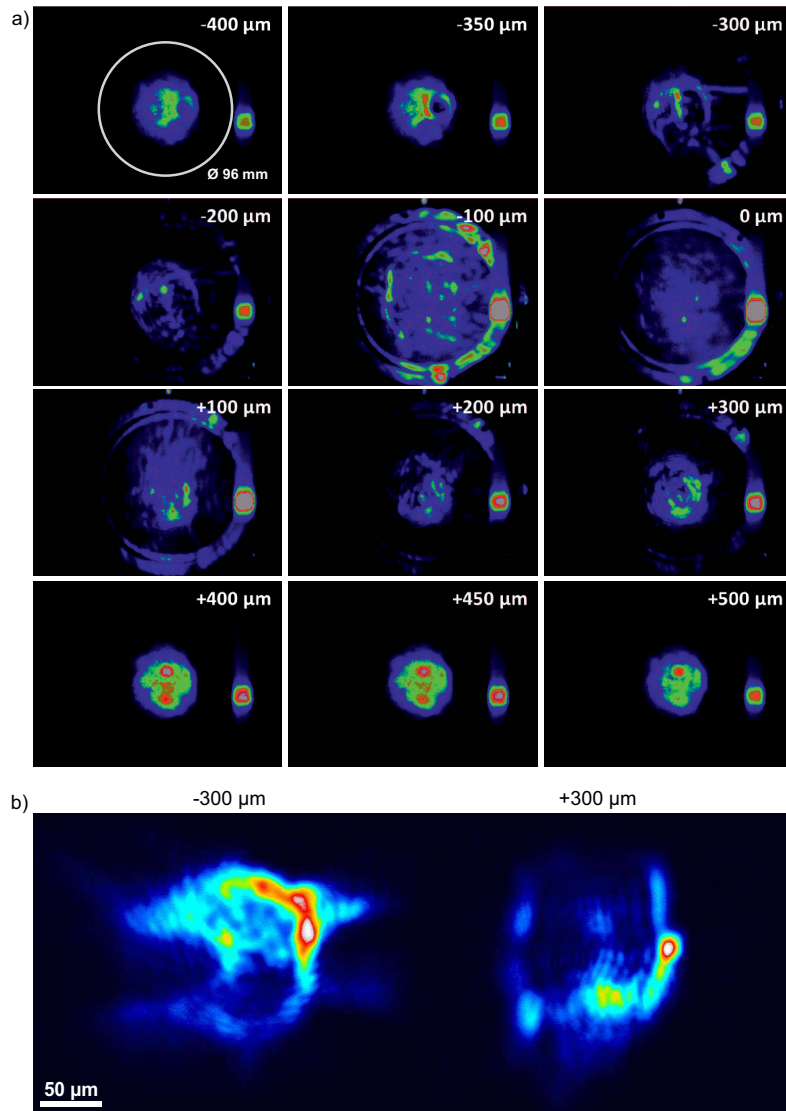 a)
-400 µm
-350 µm
-300 µm
Ø 96 mm
-200 µm
-100 µm
0 µm
+100 µm
+200 µm
+300 µm
+400 µm
+450 µm
+500 µm
b)
-300 µm
+300 µm
50 µm